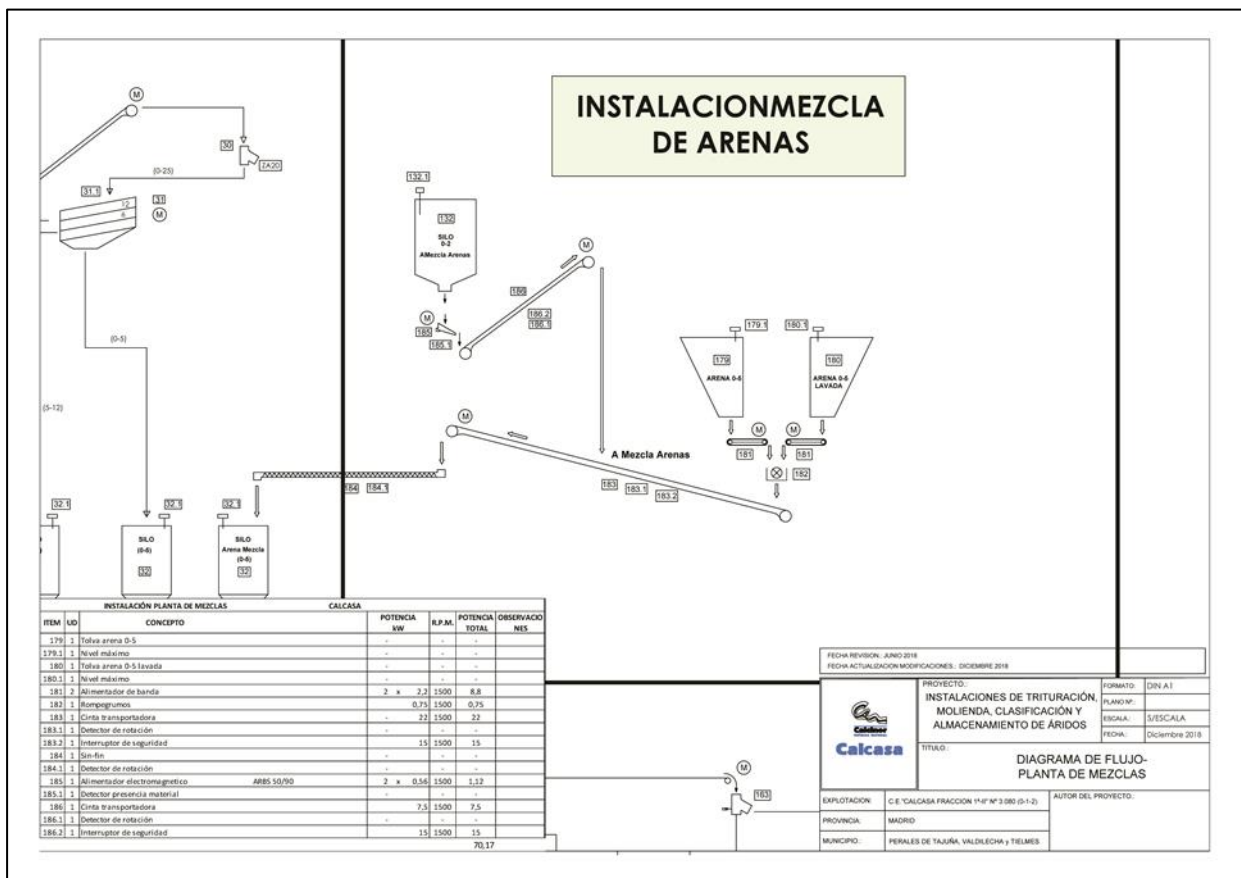 INSTALACIONMEZCLA
DE ARENAS
M
30
ZA20
(0-25)
31.1
12
6
31
M
(0-5)
(5-12)
132.1
132
SILO
0-2
AMezcla Arenas
M
185
185.1
M
186
186.2
186.1
179.1
180.1
179
ARENA 0-5
180
ARENA 0-5
LAVADA
M
M
181
181
182
M
A Mezcla Arenas
183
183.1
183.2
184
184.1
32.1
32.1
32.1
SILO
(0-5)
32
SILO
Arena Mezcla
(0-5)
32
INSTALACIÓN PLANTA DE MEZCLAS CALCASA
ITEM UD CONCEPTO POTENCIA kW R.P.M. POTENCIA TOTAL OBSERVACIO NES
179 1 Tolva arena 0-5 - - -
179.1 1 Nivel máximo - - -
180 1 Tolva arena 0-5 lavada - - -
180.1 1 Nivel máximo - - -
181 2 Alimentador de banda 2 x 2,2 1500 8,8
182 1 Rompegrumos 0,75 1500 0,75
183 1 Cinta transportadora - 22 1500 22
183.1 1 Detector de rotación - - -
183.2 1 Interruptor de seguridad 15 1500 15
184 1 Sin-fin - - -
184.1 1 Detector de rotación - - -
185 1 Alimentador electromagnetico ARBS 50/90 2 x 0,56 1500 1,12
185.1 1 Detector presencia material - - -
186 1 Cinta transportadora 7,5 1500 7,5
186.1 1 Detector de rotación - - -
186.2 1 Interruptor de seguridad 15 1500 15
70,17
M
163
FECHA REVISION.: JUNIO 2018
FECHA ACTUALIZACION MODIFICACIONES.: DICIEMBRE 2018
Calcasa
PROYECTO.:
INSTALACIONES DE TRITURACIÓN,
MOLIENDA, CLASIFICACIÓN Y
ALMACENAMIENTO DE ÁRIDOS
FORMATO: DIN A1
PLANO Nº.:
ESCALA.: S/ESCALA
FECHA.: Diciembre 2018
TITULO.:
DIAGRAMA DE FLUJO-
PLANTA DE MEZCLAS
EXPLOTACION: C.E."CALCASA FRACCION 1ª-II" Nº 3.080 (0-1-2)
AUTOR DEL PROYECTO.:
PROVINCIA: MADRID
MUNICIPIO.: PERALES DE TAJUÑA, VALDILECHA y TIELMES